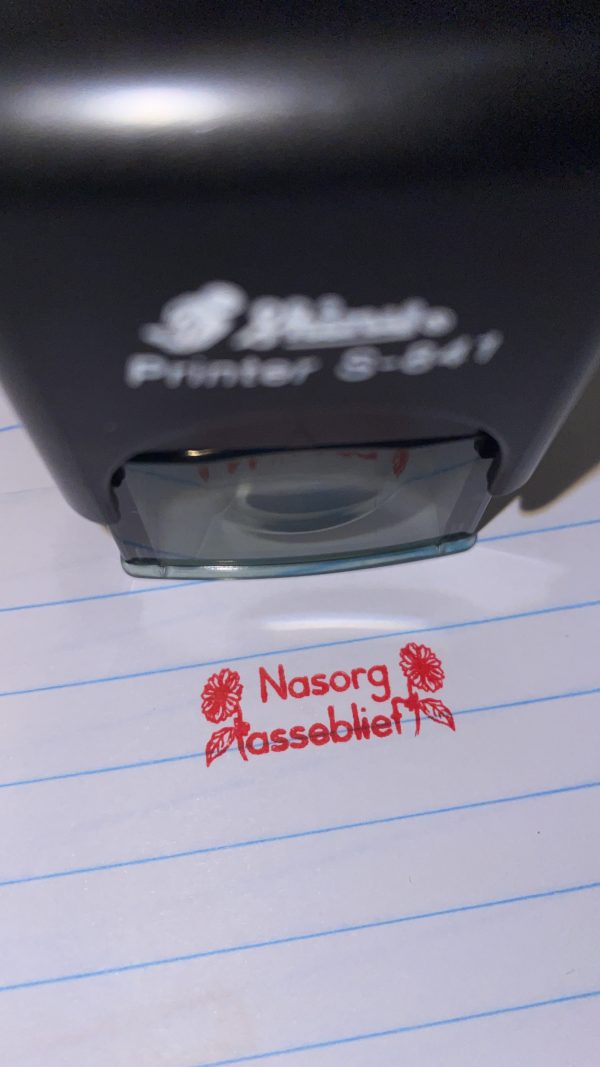 Shiny
Printer S-841
Nasorg
asseblief